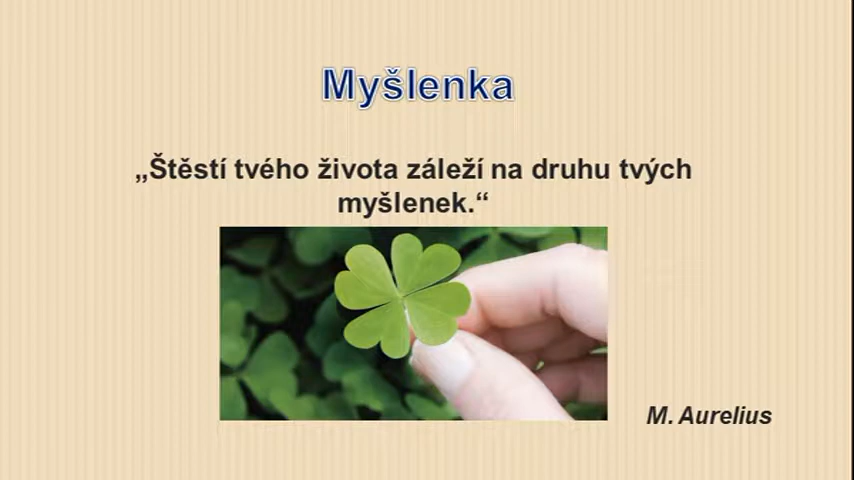 Myšlenka
„Štěstí tvého života záleží na druhu tvých
myšlenek.“
M. Aurelius